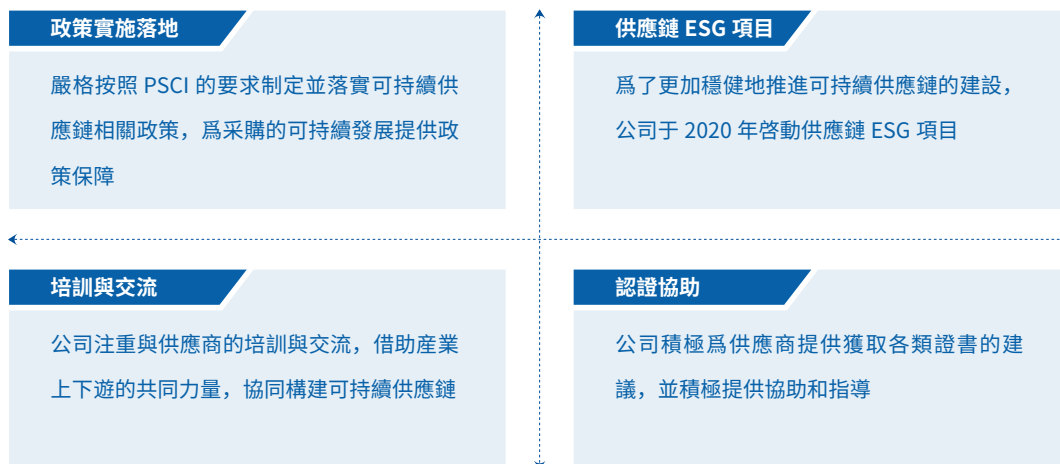 政策實施落地
嚴格按照 PSCI 的要求制定並落實可持續供
應鏈相關政策，爲采購的可持續發展提供政
策保障
供應鏈 ESG 項目
爲了更加穩健地推進可持續供應鏈的建設，
公司于 2020 年啓動供應鏈 ESG 項目
培訓與交流
公司注重與供應商的培訓與交流，借助産業
上下遊的共同力量，協同構建可持續供應鏈
認證協助
公司積極爲供應商提供獲取各類證書的建
議，並積極提供協助和指導